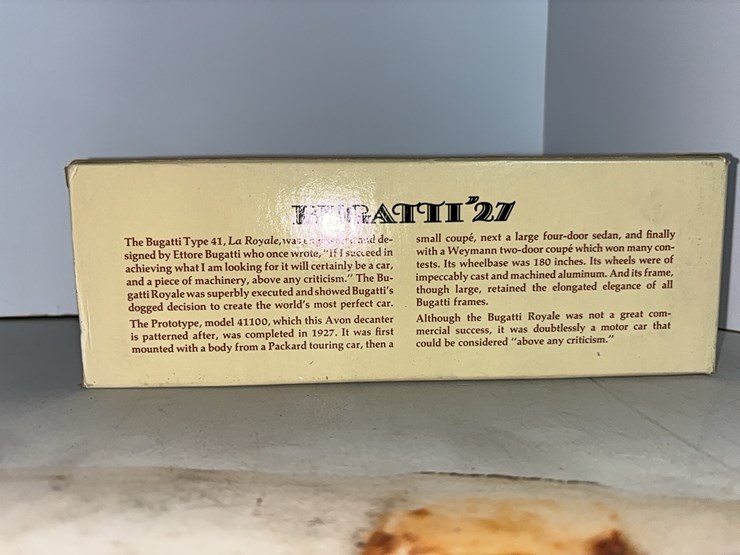 BUGATTI '27
The Bugatti Type 41, La Royale, was and de-
signed by Ettore Bugatti who once wrote, "If I succeed in
achieving what I am looking for it will certainly be a car,
and a piece of machinery, above any criticism." The Bu-
gatti Royale was superbly executed and showed Bugatti's
dogged decision to create the world's most perfect car.
The Prototype, model 41100, which this Avon decanter
is patterned after, was completed in 1927. It was first
mounted with a body from a Packard touring car, then a
small coupé, next a large four-door sedan, and finally
with a Weymann two-door coupé which won many con-
tests. Its wheelbase was 180 inches. Its wheels were of
impeccably cast and machined aluminum. And its frame,
though large, retained the elongated elegance of all
Bugatti frames.
Although the Bugatti Royale was not a great com-
mercial success, it was doubtlessly a motor car that
could be considered "above any criticism."